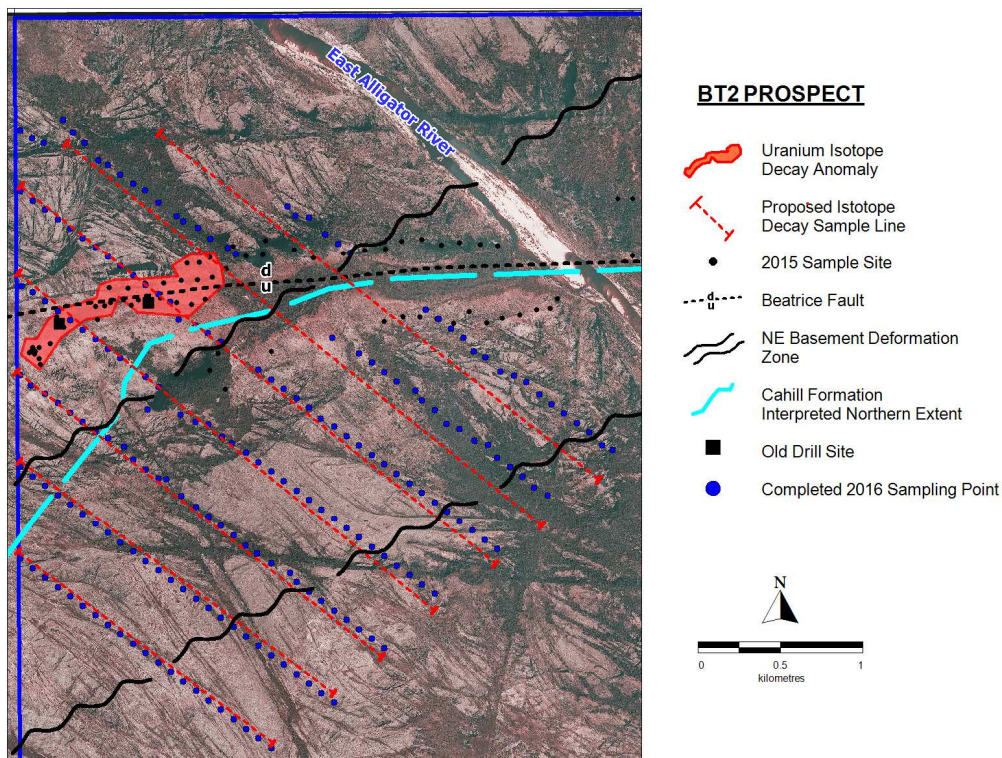 East Alligator River
d
u
BT2 PROSPECT
Uranium Isotope
Decay Anomaly
Proposed Istotope
Decay Sample Line
2015 Sample Site
d
u
Beatrice Fault
NE Basement Deformation
Zone
Cahill Formation
Interpreted Northern Extent
Old Drill Site
Completed 2016 Sampling Point
N
0 0.5 1
kilometres